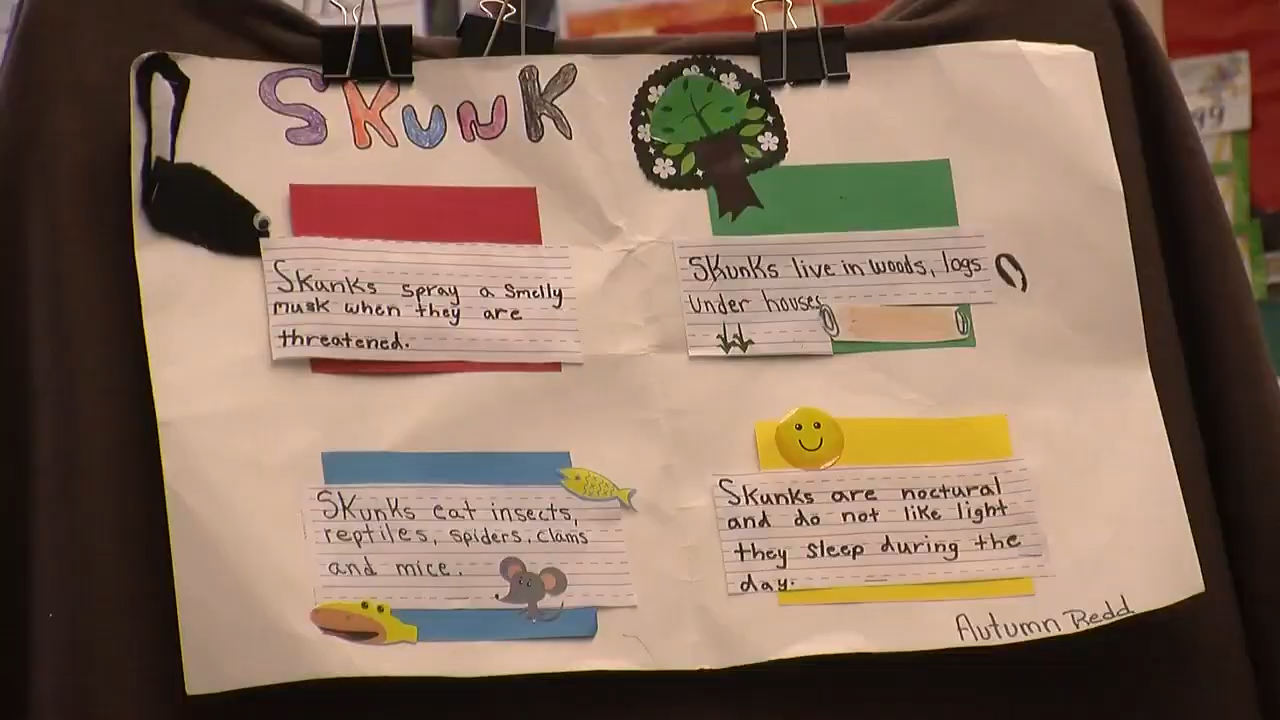 SKUNK
Skunks spray a smelly
musk when they are
threatened.
Skunks live in woods, logs
under houses
Skunks eat insects,
reptiles, spiders, clams
and mice.
Skunks are noctural
and do not like light
they sleep during the
day.
Autumn Redd